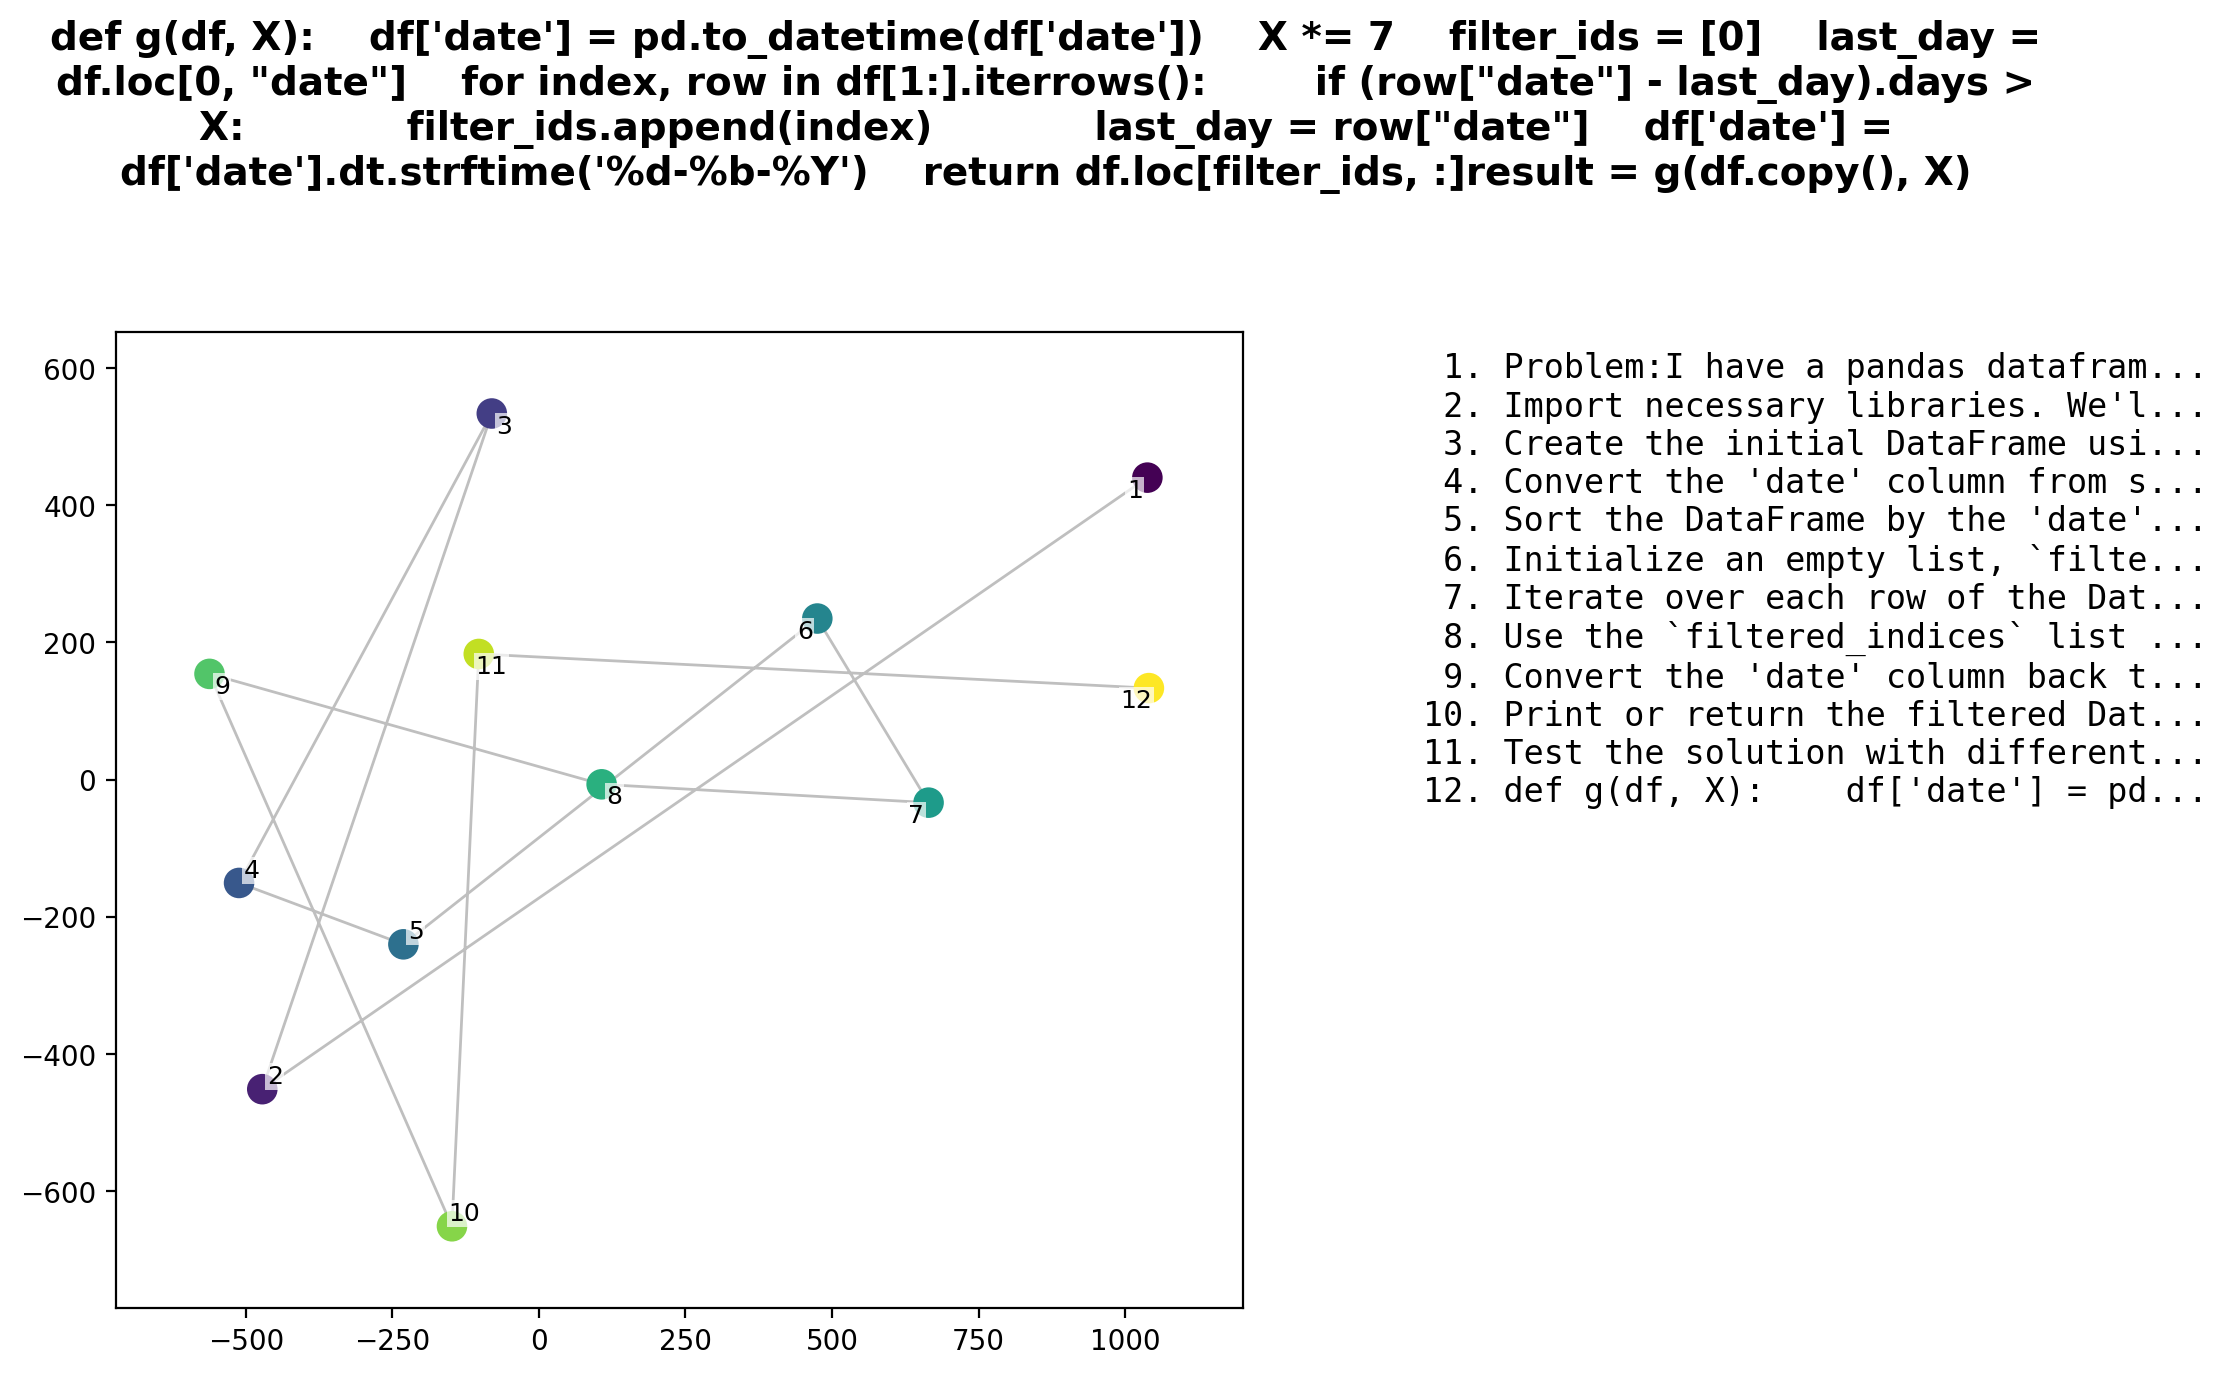 def g(df, X):    df['date'] = pd.to_datetime(df['date'])    X *= 7    filter_ids = [0]    last_day =
df.loc[0, "date"]    for index, row in df[1:].iterrows():        if (row["date"] - last_day).days >
X:            filter_ids.append(index)            last_day = row["date"]    df['date'] =
df['date'].dt.strftime('%d-%b-%Y')    return df.loc[filter_ids, :]result = g(df.copy(), X)
600
400
200
0
−200
−400
−600
−500
−250
0
250
500
750
1000
3
1
6
11
9
12
8
7
4
5
2
10
1. Problem:I have a pandas datafram...
2. Import necessary libraries. We'l...
3. Create the initial DataFrame usi...
4. Convert the 'date' column from s...
5. Sort the DataFrame by the 'date'...
6. Initialize an empty list, `filte...
7. Iterate over each row of the Dat...
8. Use the `filtered_indices` list ...
9. Convert the 'date' column back t...
10. Print or return the filtered Dat...
11. Test the solution with different...
12. def g(df, X):    df['date'] = pd...